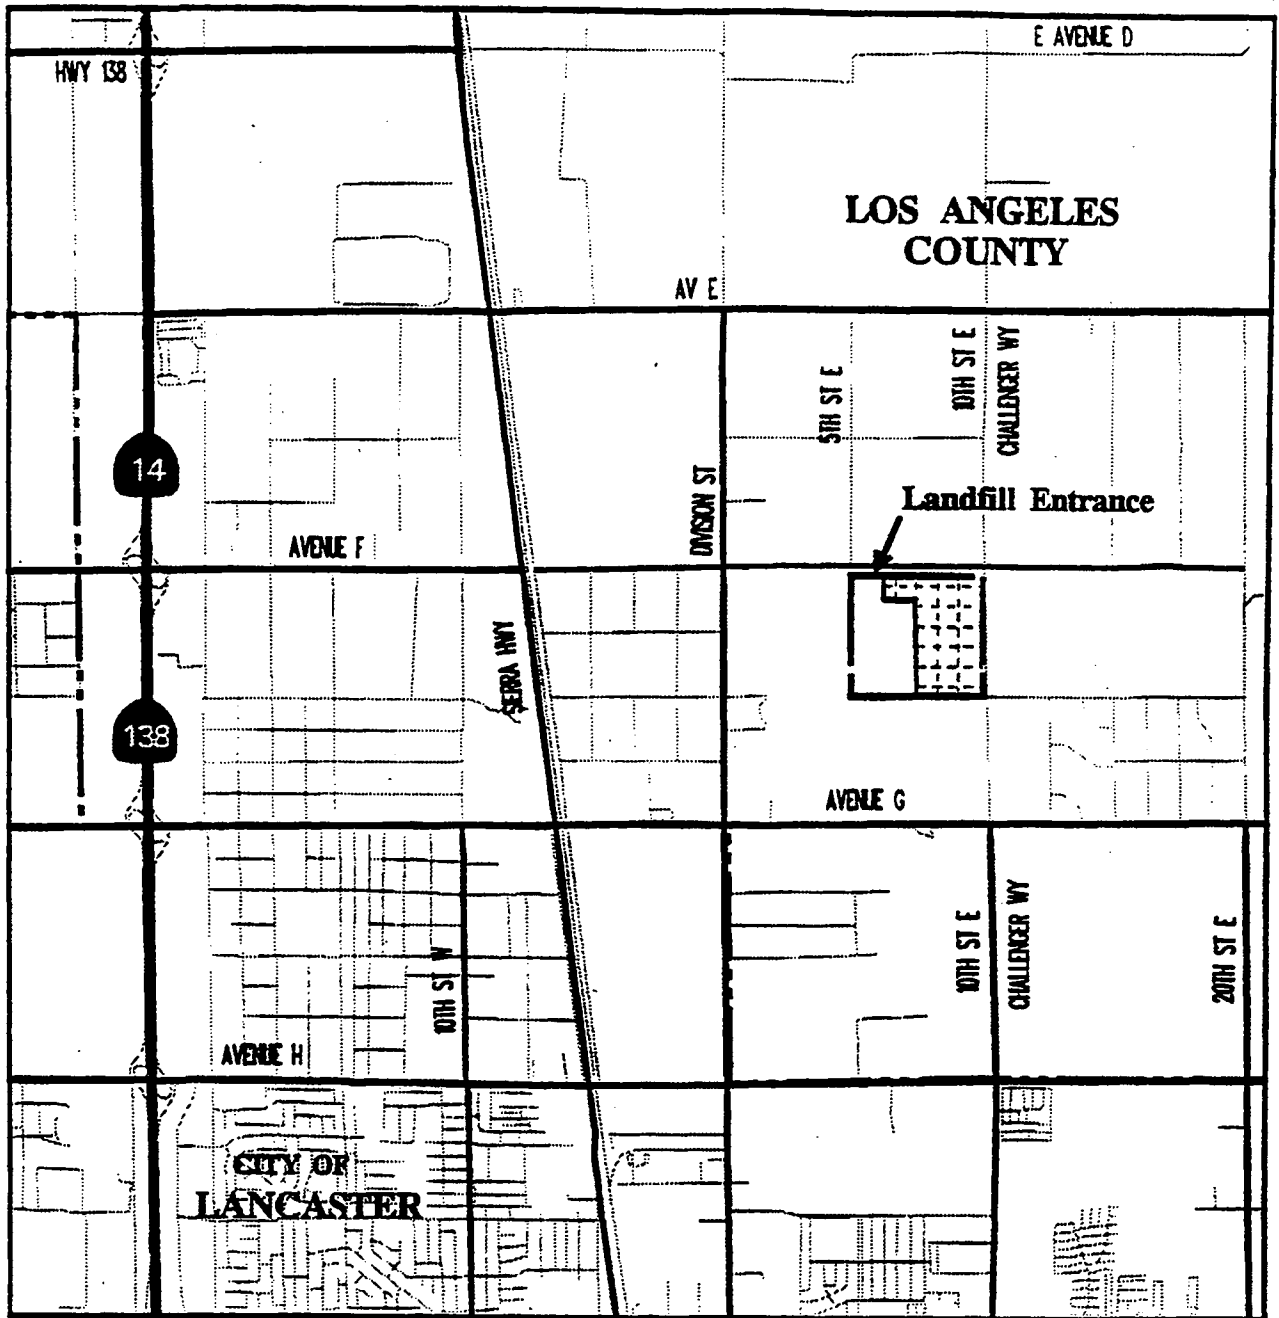 E AVENUE D
HWY 138
LOS ANGELES
COUNTY
AV E
5TH ST E
10TH ST E
CHALLENGER WY
14
DIVISION ST
Landfill Entrance
AVENUE F
SIERRA HWY
138
AVENUE G
10TH ST W
10TH ST E
CHALLENGER WY
20TH ST E
AVENUE H
CITY OF
LANCASTER